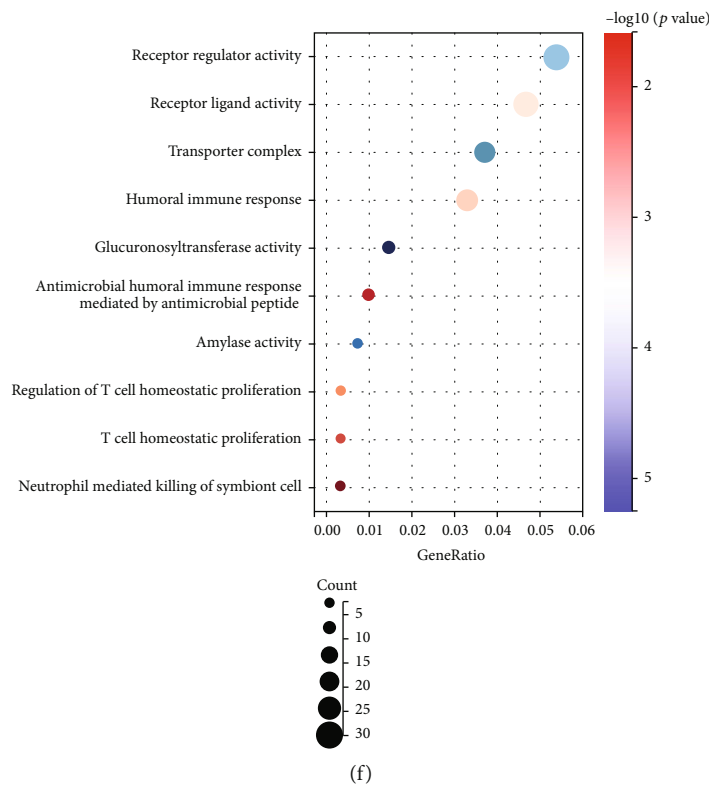 –log10 (p value)
Receptor regulator activity
Receptor ligand activity
Transporter complex
Humoral immune response
Glucuronosyltransferase activity
Antimicrobial humoral immune response
mediated by antimicrobial peptide
Amylase activity
Regulation of T cell homeostatic proliferation
T cell homeostatic proliferation
Neutrophil mediated killing of symbiont cell
2
3
4
5
0.00 0.01 0.02 0.03 0.04 0.05 0.06
GeneRatio
Count
5
10
15
20
25
30
(f)